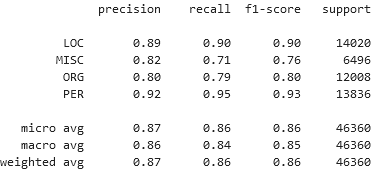 precision recall f1-score support
LOC 0.89 0.90 0.90 14020
MISC 0.82 0.71 0.76 6496
ORG 0.80 0.79 0.80 12008
PER 0.92 0.95 0.93 13836
micro avg 0.87 0.86 0.86 46360
macro avg 0.86 0.84 0.85 46360
weighted avg 0.87 0.86 0.86 46360